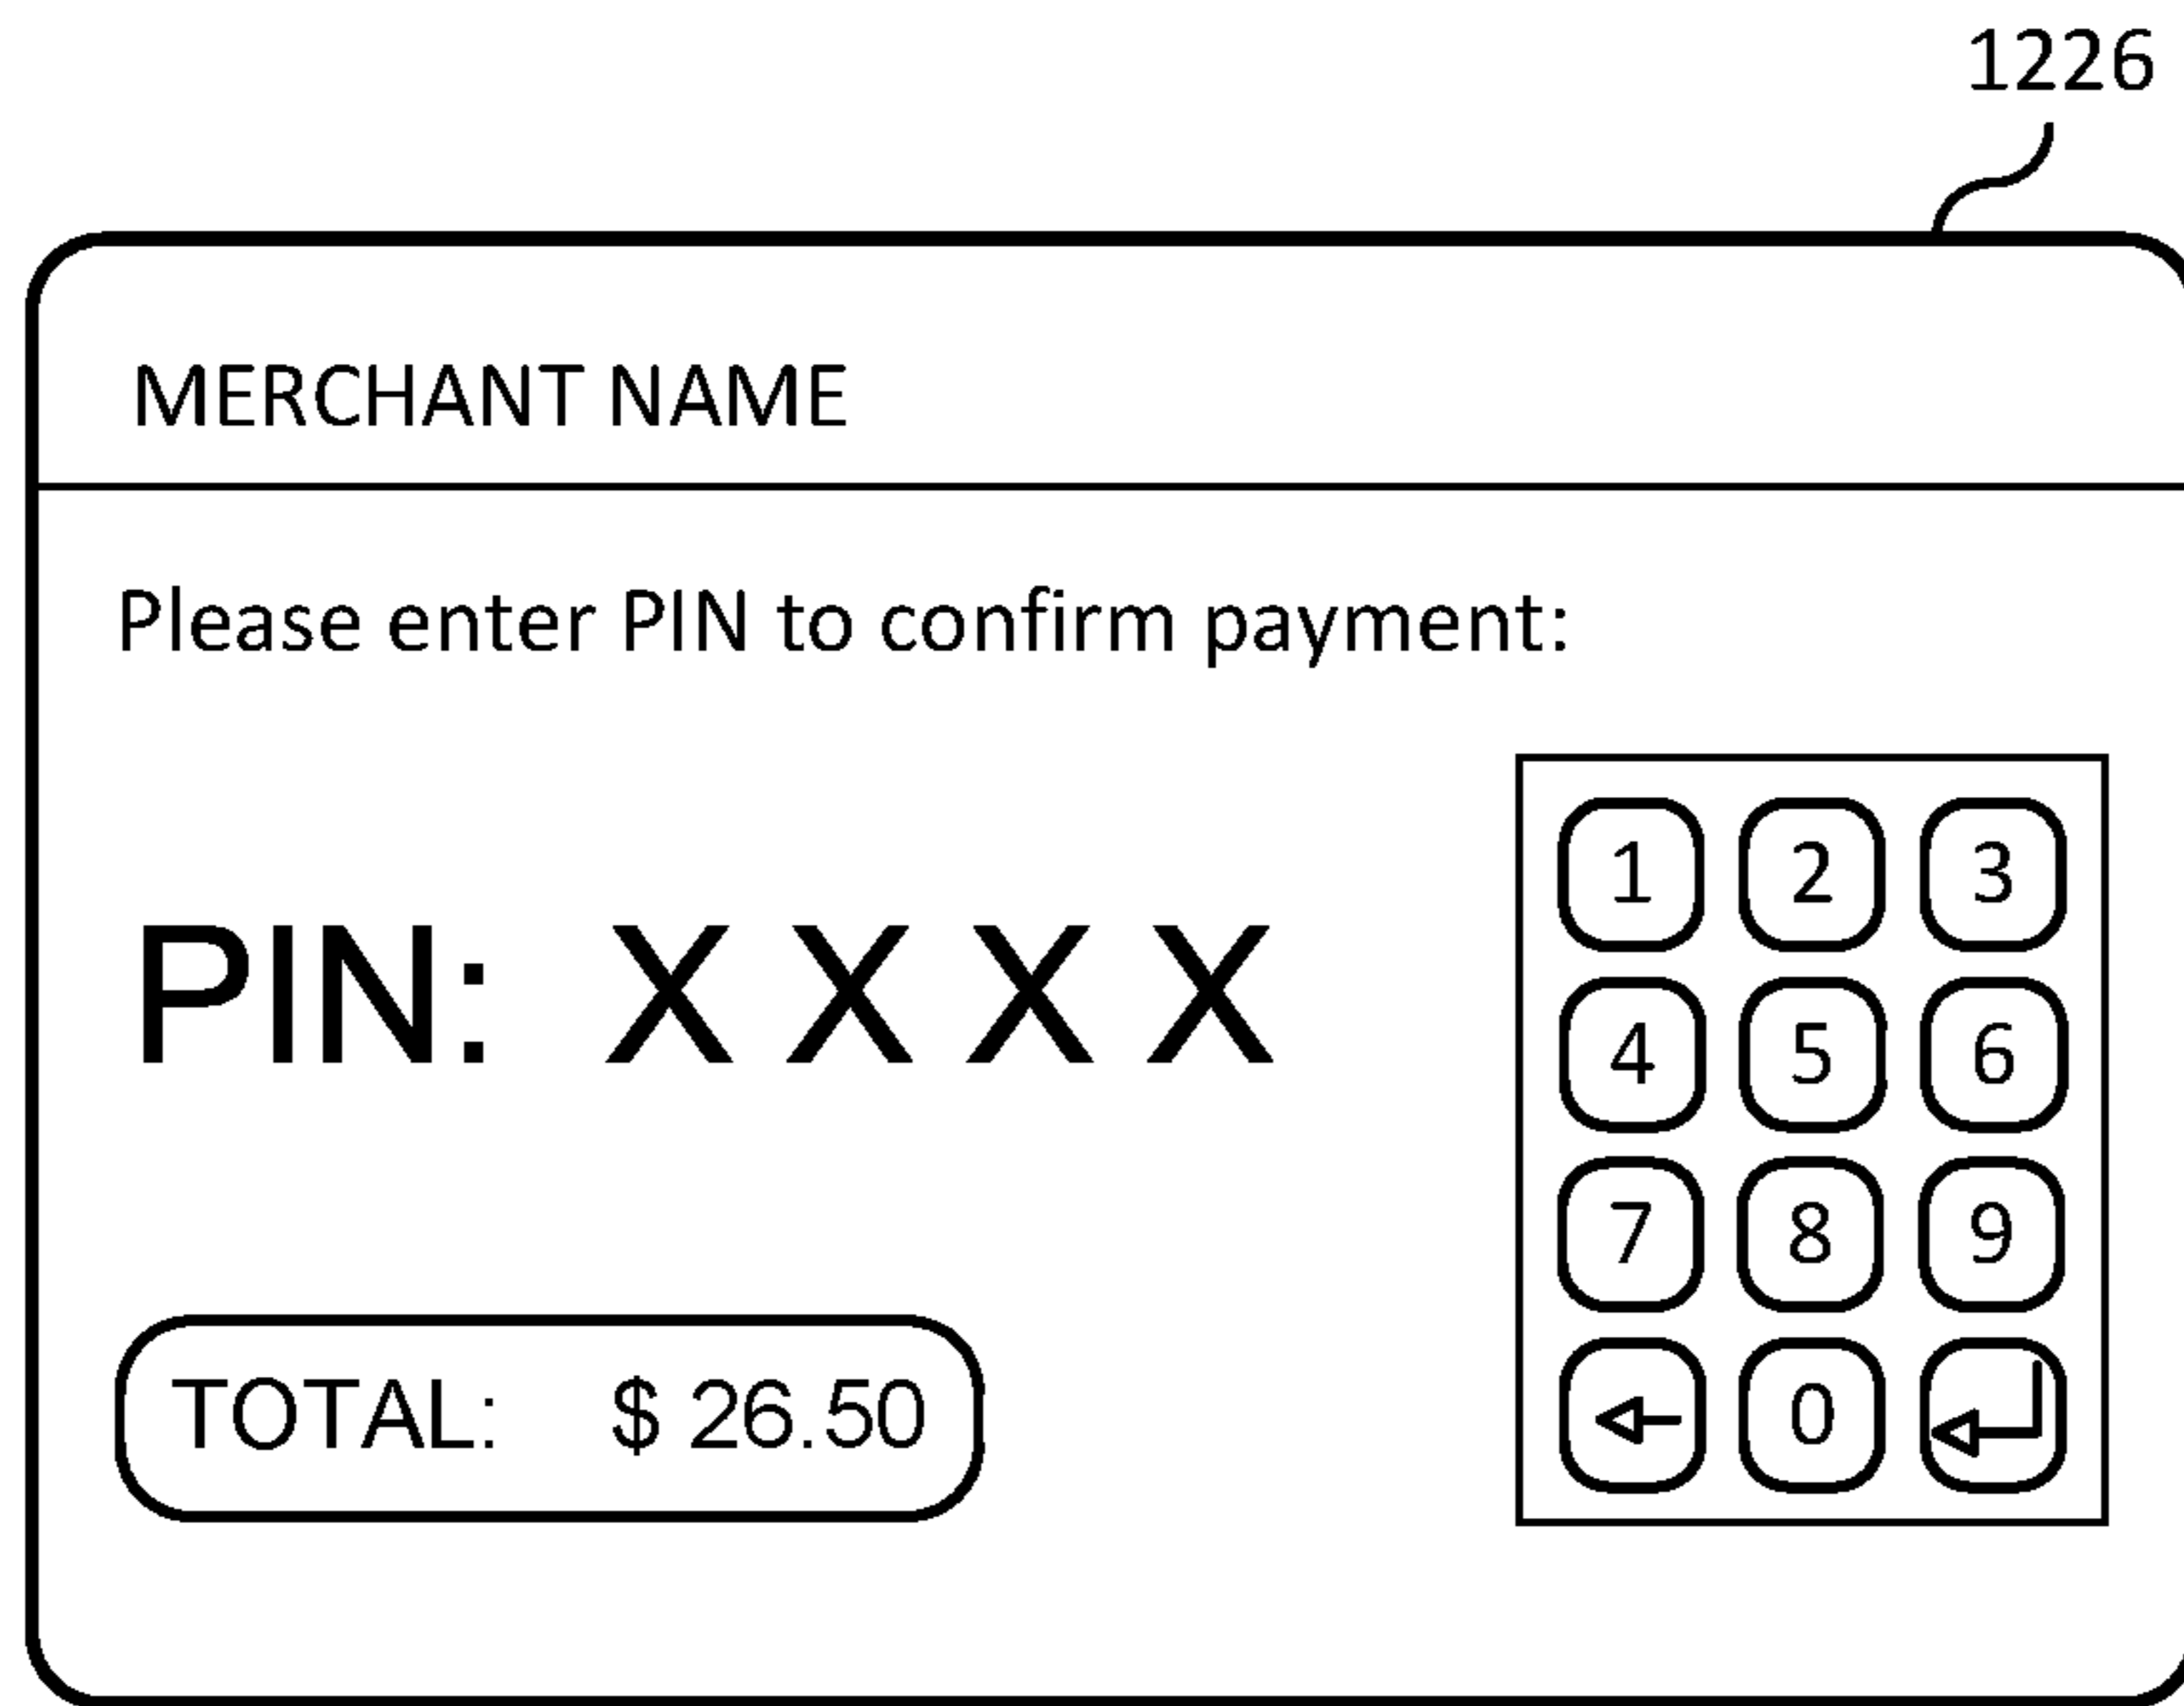 1226
MERCHANT NAME
Please enter PIN to confirm payment:
PIN: X X X X
1 2 3
4 5 6
7 8 9
0
TOTAL: $ 26.50